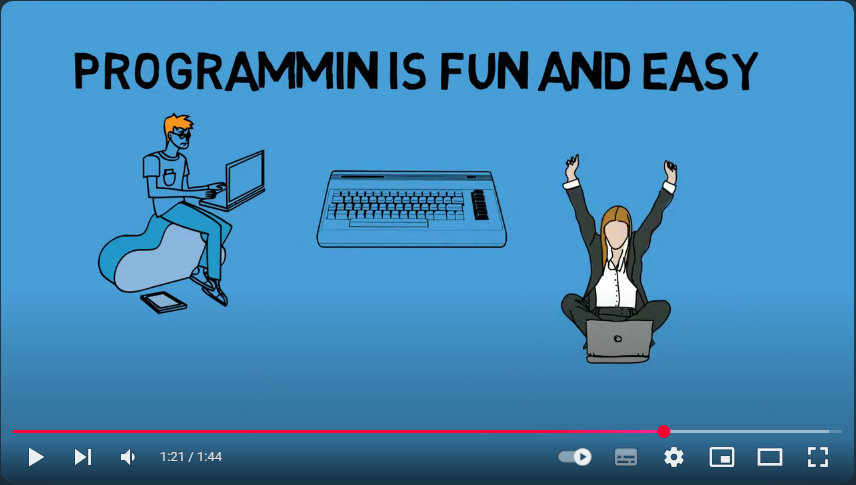 PROGRAMMIN IS FUN AND EASY
1:21 / 1:44